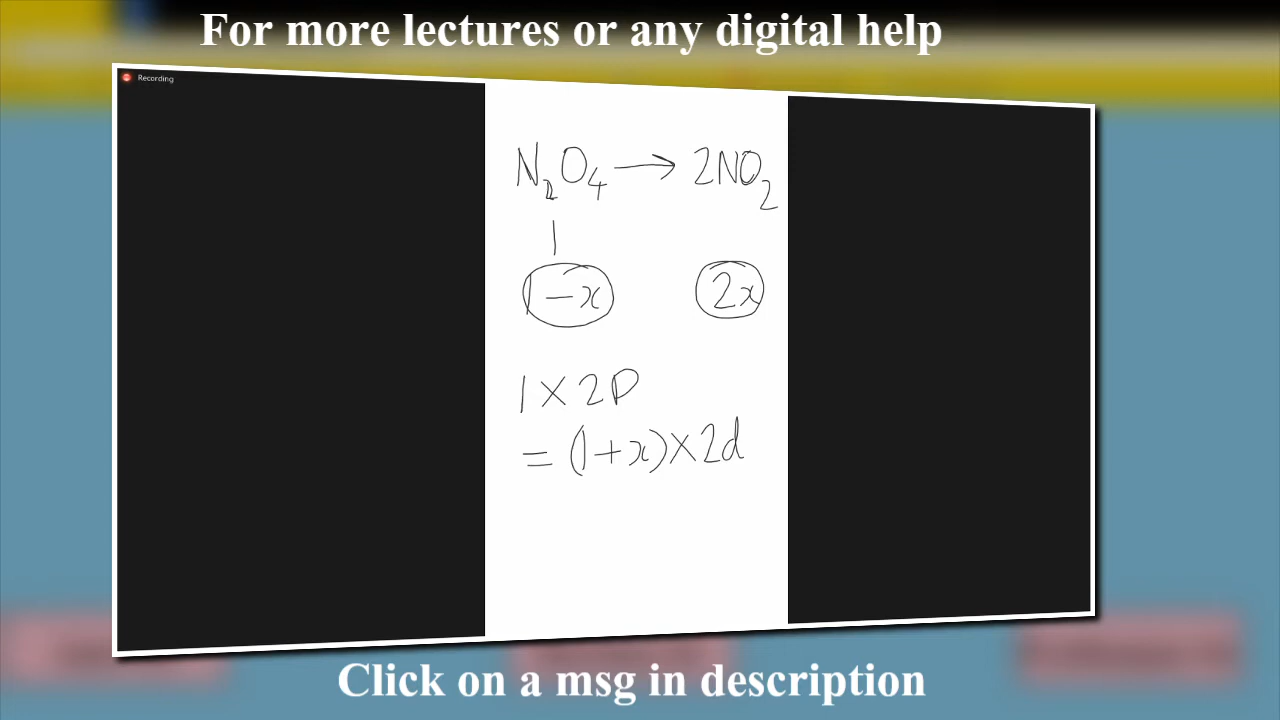 For more lectures or any digital help
Recording
N₂O₄ → 2NO₂
1
1 − x 2x
1 × 2P
= (1 + x) × 2d
Click on a msg in description